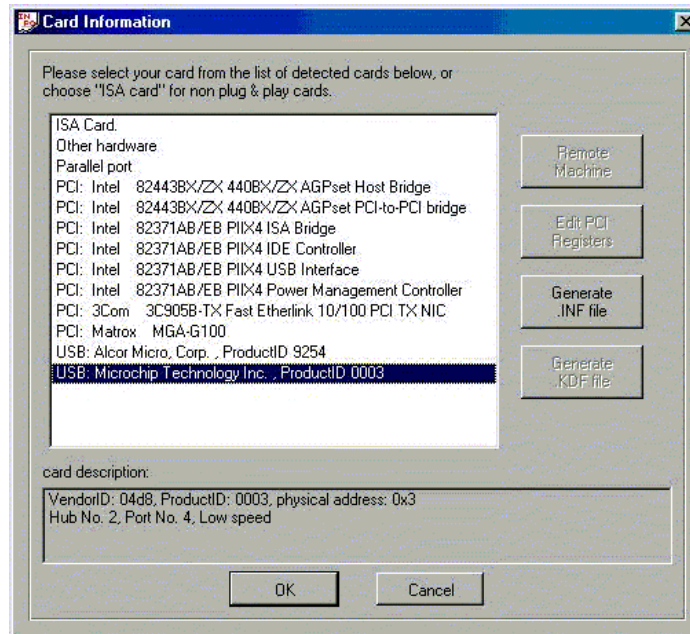 Card Information
Please select your card from the list of detected cards below, or
choose "ISA card" for non plug & play cards.
ISA Card.
Other hardware
Parallel port
PCI: Intel 82443BX/ZX 440BX/ZX AGPset Host Bridge
PCI: Intel 82443BX/ZX 440BX/ZX AGPset PCI-to-PCI bridge
PCI: Intel 82371AB/EB PIIX4 ISA Bridge
PCI: Intel 82371AB/EB PIIX4 IDE Controller
PCI: Intel 82371AB/EB PIIX4 USB Interface
PCI: Intel 82371AB/EB PIIX4 Power Management Controller
PCI: 3Com 3C905B-TX Fast Etherlink 10/100 PCI TX NIC
PCI: Matrox MGA-G100
USB: Alcor Micro, Corp. , ProductID 9254
USB: Microchip Technology Inc. , ProductID 0003
Remote
Machine
Edit PCI
Registers
Generate
.INF file
Generate
.KDF file
card description:
VendorID: 04d8, ProductID: 0003, physical address: 0x3
Hub No. 2, Port No. 4, Low speed
OK
Cancel